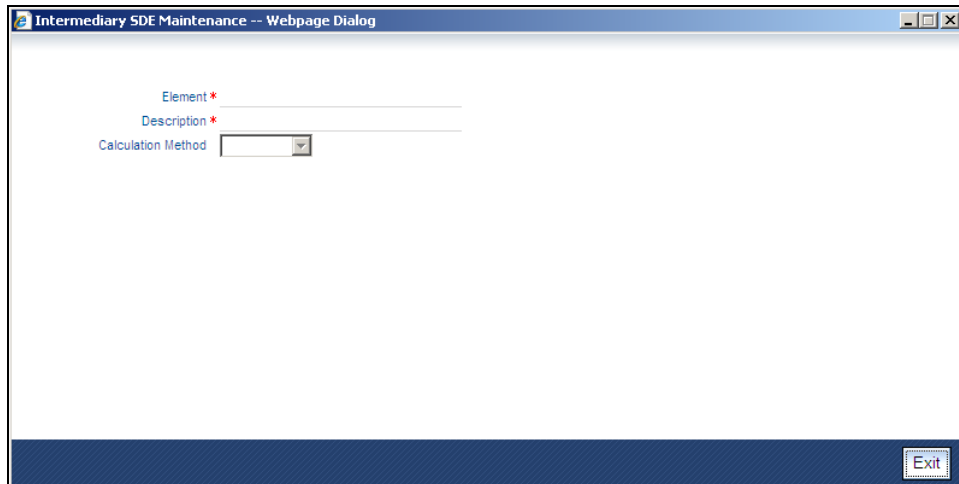 Intermediary SDE Maintenance -- Webpage Dialog
Element *
Description *
Calculation Method
Exit